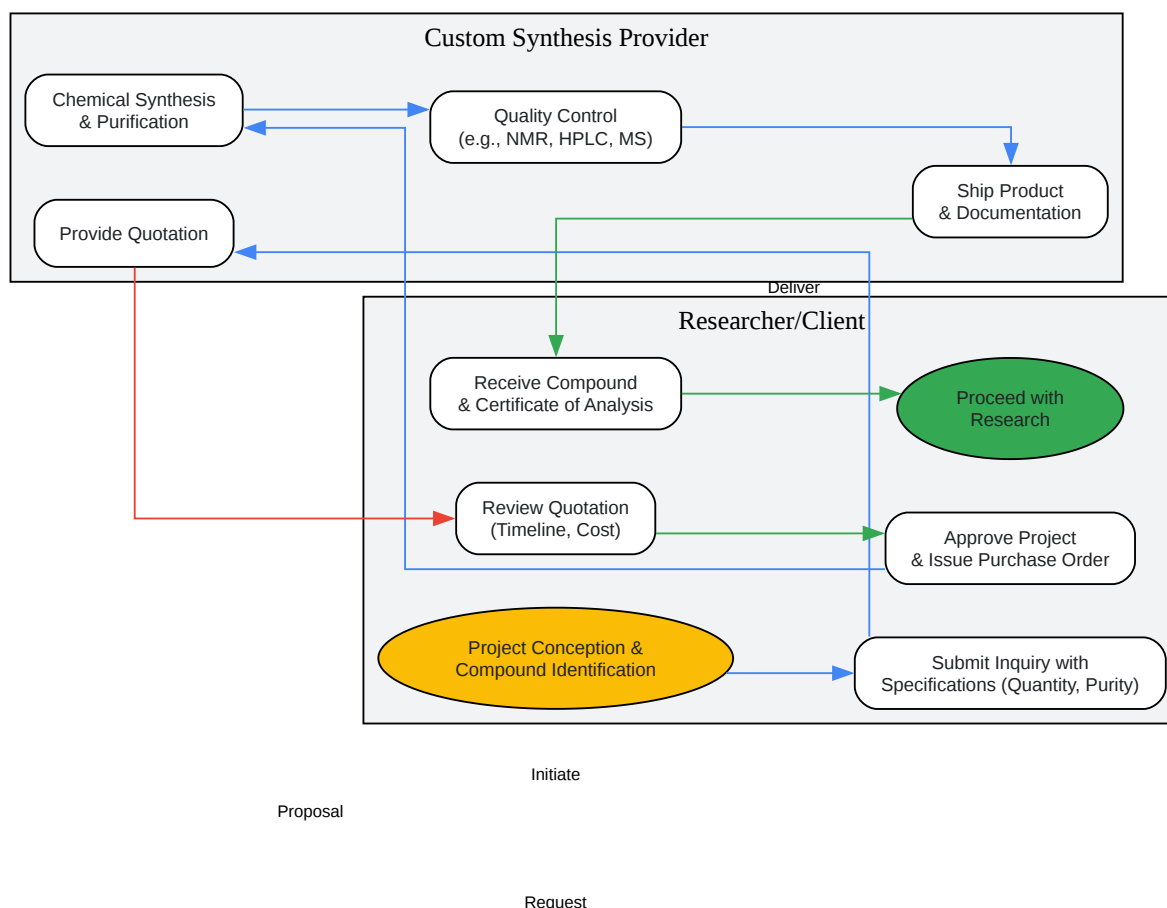 Custom Synthesis Provider
Chemical Synthesis
& Purification
Quality Control
(e.g., NMR, HPLC, MS)
Ship Product
& Documentation
Provide Quotation
Deliver
Researcher/Client
Receive Compound
& Certificate of Analysis
Proceed with
Research
Review Quotation
(Timeline, Cost)
Approve Project
& Issue Purchase Order
Project Conception &
Compound Identification
Submit Inquiry with
Specifications (Quantity, Purity)
Initiate
Proposal
Request